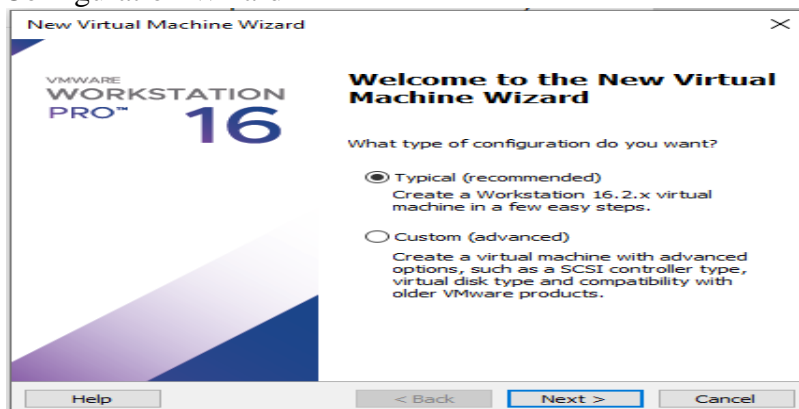 New Virtual Machine Wizard
VMWARE
WORKSTATION
PRO™ 16
Welcome to the New Virtual
Machine Wizard
What type of configuration do you want?
Typical (recommended)
Create a Workstation 16.2.x virtual
machine in a few easy steps.
Custom (advanced)
Create a virtual machine with advanced
options, such as a SCSI controller type,
virtual disk type and compatibility with
older VMware products.
Help
< Back
Next >
Cancel